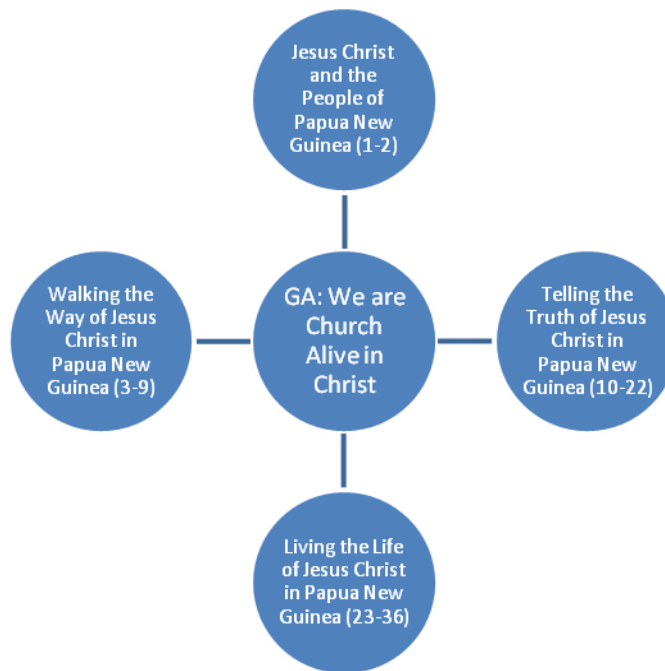 Jesus Christ
and the
People of
Papua New
Guinea (1-2)
Walking the
Way of Jesus
Christ in
Papua New
Guinea (3-9)
GA: We are
Church
Alive in
Christ
Telling the
Truth of Jesus
Christ in
Papua New
Guinea (10-22)
Living the Life
of Jesus Christ
in Papua New
Guinea (23-36)